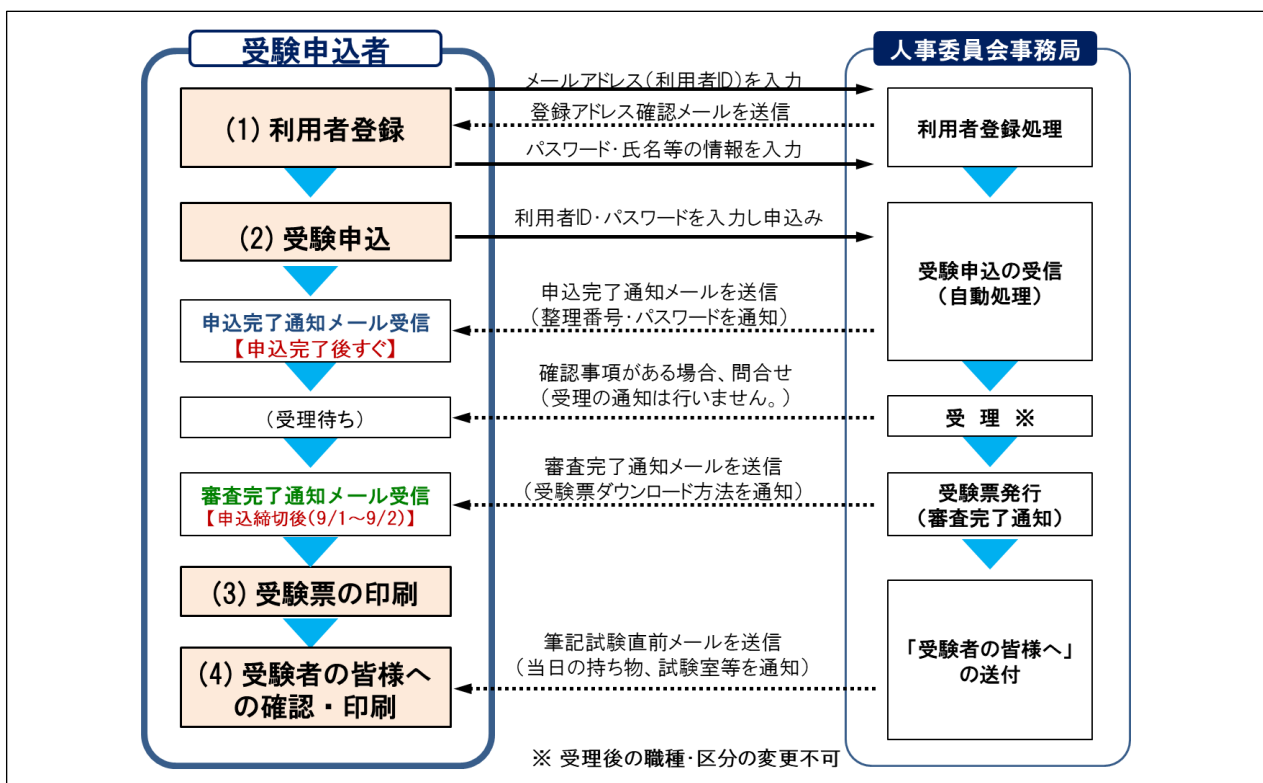 受験申込者
人事委員会事務局
メールアドレス(利用者ID)を入力
(1) 利用者登録
登録アドレス確認メールを送信
利用者登録処理
パスワード・氏名等の情報を入力
利用者ID・パスワードを入力し申込み
(2) 受験申込
受験申込の受信
(自動処理)
申込完了通知メールを送信
(整理番号・パスワードを通知)
申込完了通知メール受信
【申込完了後すぐ】
確認事項がある場合、問合せ
(受理の通知は行いません。)
(受理待ち)
受 理 ※
審査完了通知メールを送信
(受験票ダウンロード方法を通知)
審査完了通知メール受信
【申込締切後(9/1～9/2)】
受験票発行
(審査完了通知)
(3) 受験票の印刷
筆記試験直前メールを送信
(当日の持ち物、試験室等を通知)
(4) 受験者の皆様へ
の確認・印刷
「受験者の皆様へ」
の送付
※ 受理後の職種・区分の変更不可